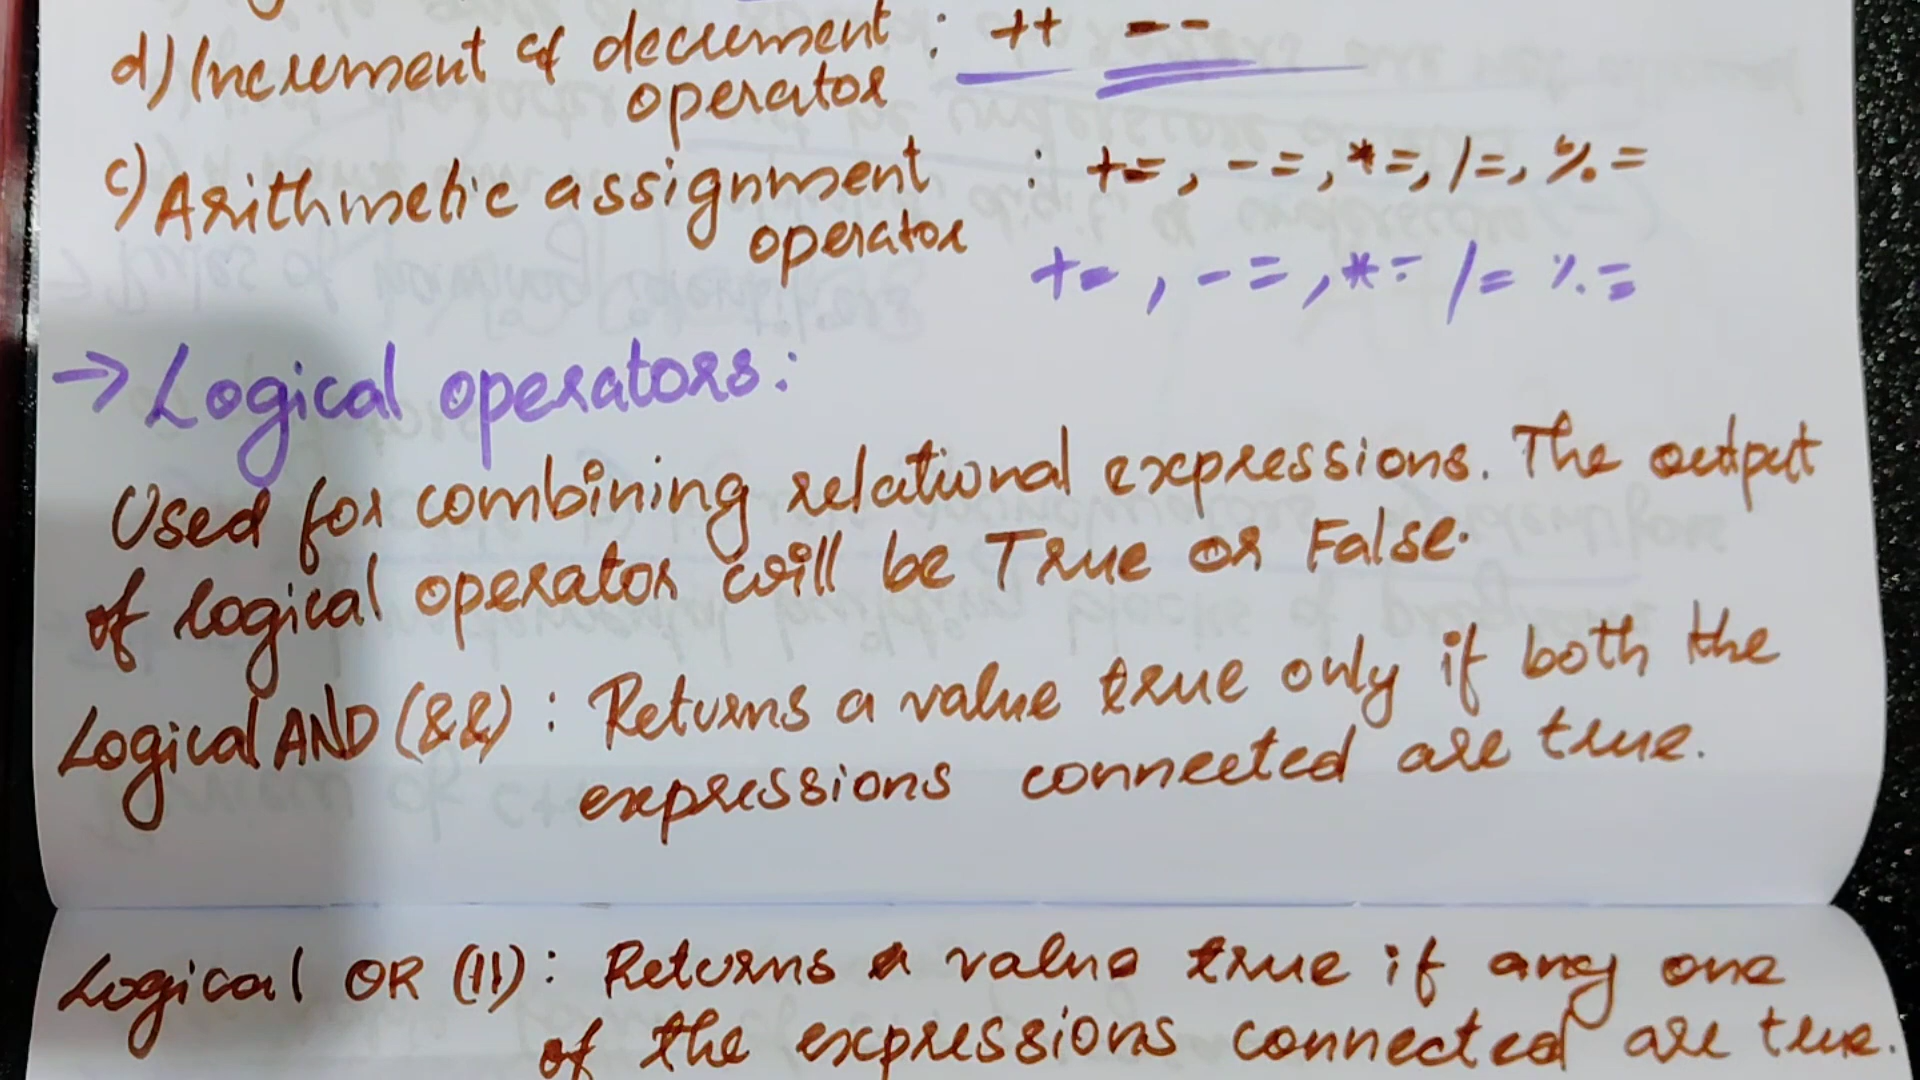 d) Increment & decrement : ++ --
operator
c) Arithmetic assignment : +=, -=, *=, /=, %=
operator
+=, -=, *= /= %=
→ Logical operators:
Used for combining relational expressions. The output
of logical operator will be True or False.
Logical AND (&&) : Returns a value true only if both the
expressions connected are true.
Logical OR (||) : Returns a value true if any one
of the expressions connected are true.